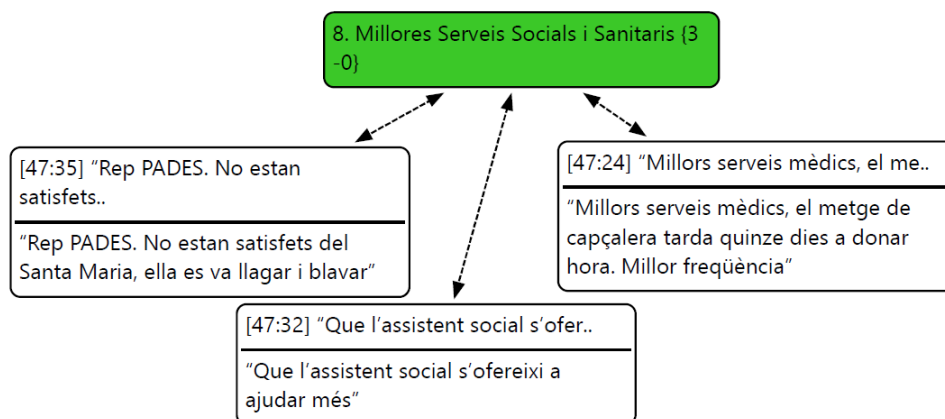 8. Millores Serveis Socials i Sanitaris {3
-0}
[47:35] “Rep PADES. No estan
satisfets..
“Rep PADES. No estan satisfets del
Santa Maria, ella es va llagar i blavar”
[47:24] “Millors serveis mèdics, el me..
“Millors serveis mèdics, el metge de
capçalera tarda quinze dies a donar
hora. Millor freqüència”
[47:32] “Que l’assistent social s’ofer..
“Que l’assistent social s’ofereixi a
ajudar més”